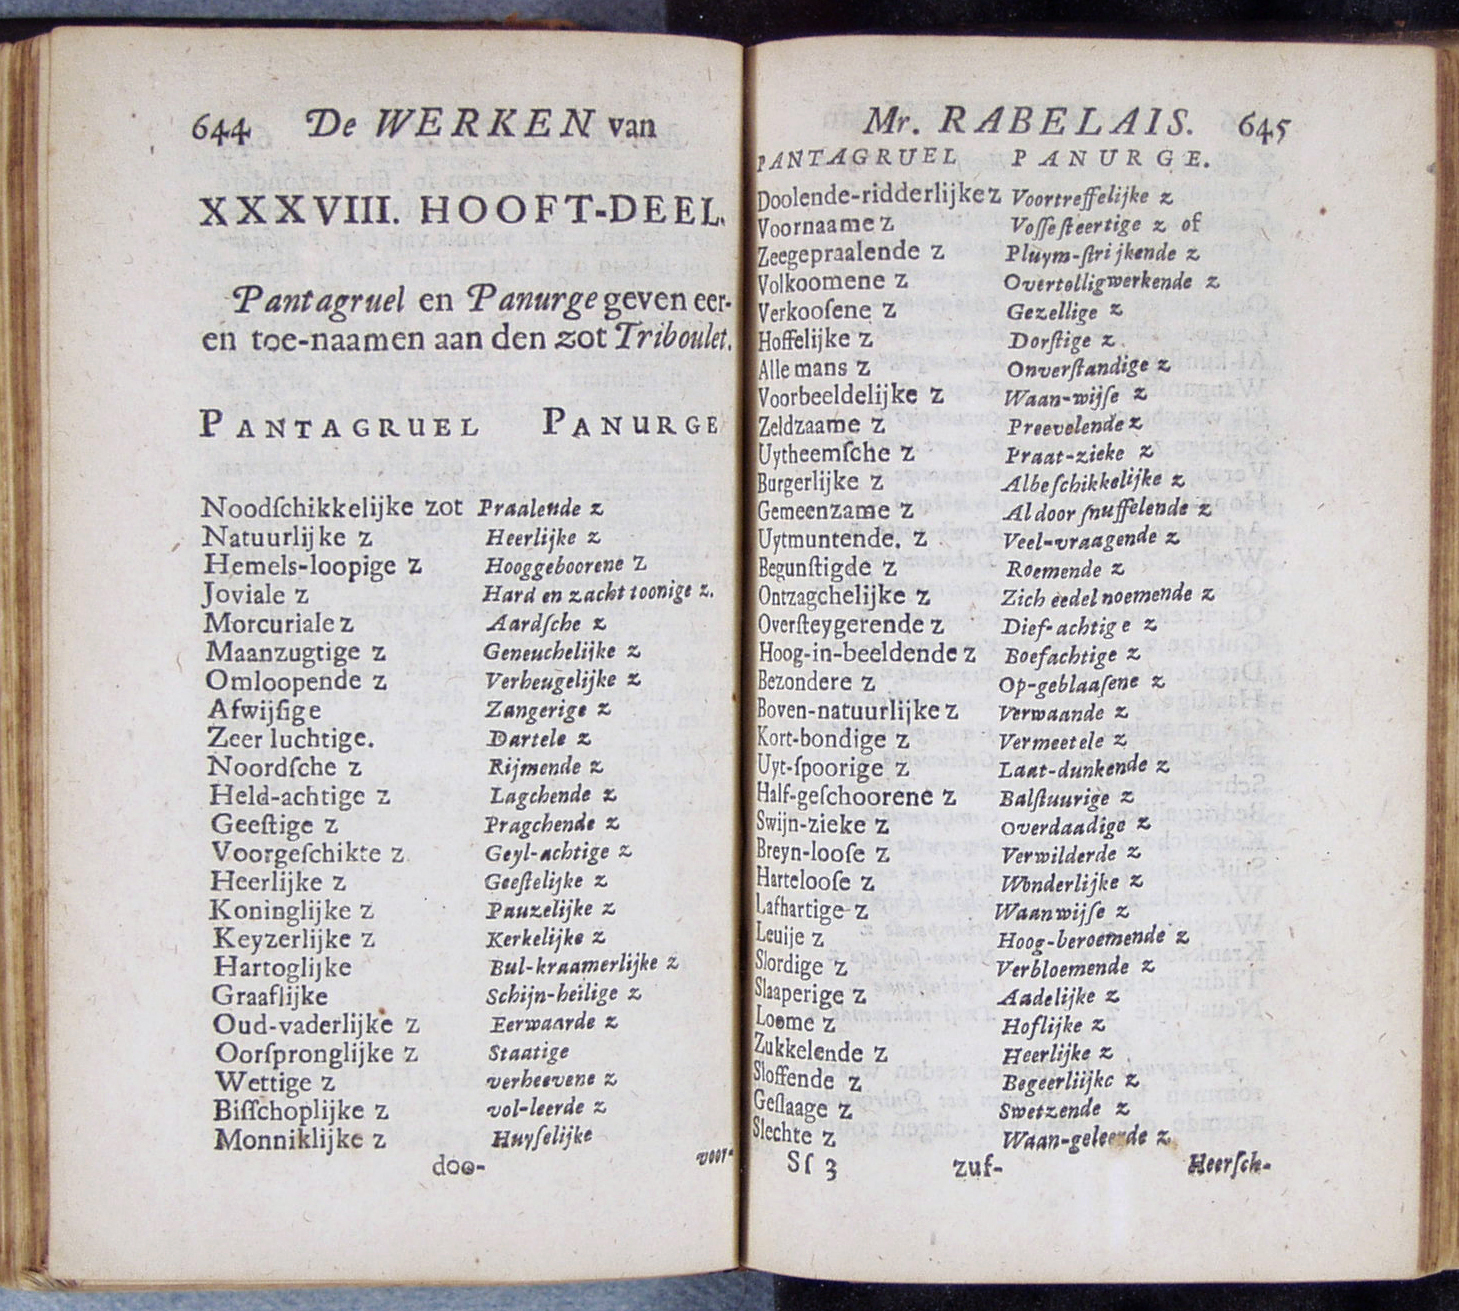 644 De WERKEN van
XXXVIII. HOOFT-DEEL.
Pantagruel en Panurge geven eer-
en toe-naamen aan den zot Triboulet.
PANTAGRUEL PANURGE
Noodſchikkelijke zot Praalende z
Natuurlijke z Heerlijke z
Hemels-loopige z Hooggeboorene z
Joviale z Hard en zacht toonige z.
Morcuriale z Aardſche z
Maanzugtige z Geneuchelijke z
Omloopende z Verheugelijke z
Afwijſige Zangerige z
Zeer luchtige. Dartele z
Noordſche z Rijmende z
Held-achtige z Lagchende z
Geeſtige z Pragchende z
Voorgeſchikte z Geyl-achtige z
Heerlijke z Geeſtelijke z
Koninglijke z Pauzelijke z
Keyzerlijke z Kerkelijke z
Hartoglijke Bul-kraamerlijke z
Graaflijke Schijn-heilige z
Oud-vaderlijke z Eerwaarde z
Oorſpronglijke z Staatige
Wettige z verheevene z
Biſſchoplijke z vol-leerde z
Monniklijke z Huyſelijke
doo- voor-
Mr. RABELAIS. 645
PANTAGRUEL PANURGE.
Doolende-ridderlijke z Voortreffelijke z
Voornaame z Voſſeſteertige z of
Zeegepraalende z Pluym-ſtrijkende z
Volkoomene z Overtolligwerkende z
Verkooſene z Gezellige z
Hoffelijke z Dorſtige z
Alle mans z Onverſtandige z
Voorbeeldelijke z Waan-wijſe z
Zeldzaame z Preevelende z
Uytheemſche z Praat-zieke z
Burgerlijke z Albeſchikkelijke z
Gemeenzame z Al door ſnuffelende z
Uytmuntende. z Veel-vraagende z
Begunſtigde z Roemende z
Ontzagchelijke z Zich eedel noemende z
Overſteygerende z Dief-achtige z
Hoog-in-beeldende z Boefachtige z
Bezondere z Op-geblaaſene z
Boven-natuurlijke z Verwaande z
Kort-bondige z Vermeetele z
Uyt-ſpoorige z Laat-dunkende z
Half-geſchoorene z Balſtuurige z
Swijn-zieke z overdaadige z
Breyn-looſe z Verwilderde z
Hartelooſe z Wonderlijke z
Lafhartige z Waanwijſe z
Leuije z Hoog-beroemende z
Slordige z Verbloemende z
Slaaperige z Aadelijke z
Loome z Hoflijke z
Zukkelende z Heerlijke z
Sloffende z Begeerliijke z
Geſlaage z Swetzende z
Slechte z Waan-geleerde z
Sſ 3 zuf- Heerſch-